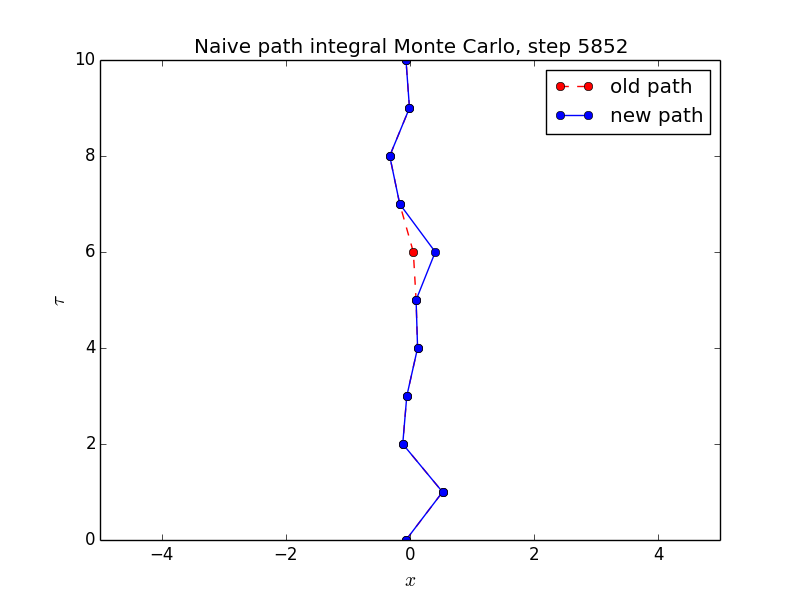 Naive path integral Monte Carlo, step 5852
old path
new path
10
8
6
4
2
0
τ
−4 −2 0 2 4
x